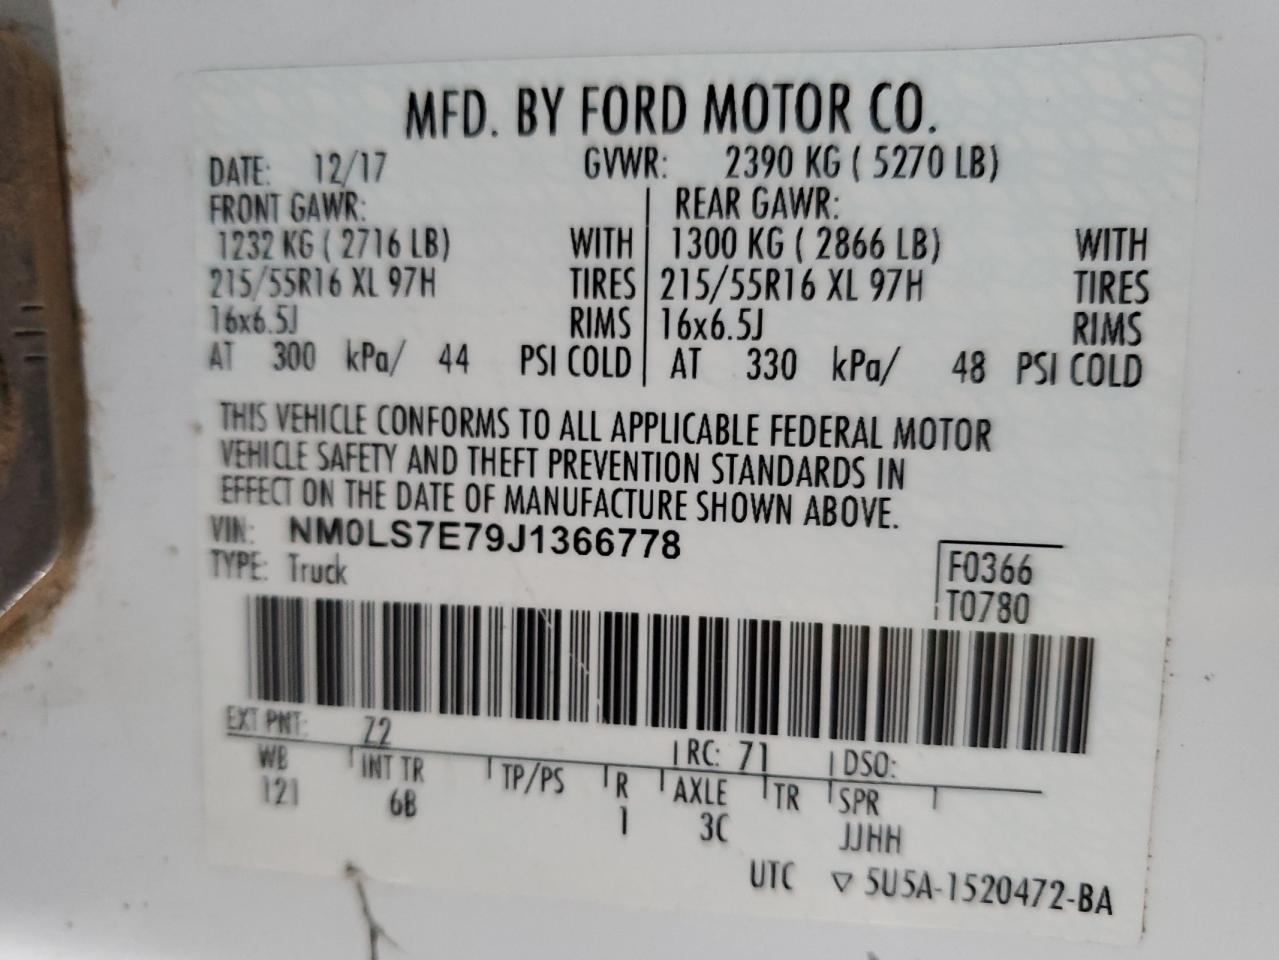 MFD. BY FORD MOTOR CO.
DATE: 12/17 GVWR: 2390 KG ( 5270 LB)
FRONT GAWR: REAR GAWR:
1232 KG ( 2716 LB) WITH 1300 KG ( 2866 LB) WITH
215/55R16 XL 97H TIRES 215/55R16 XL 97H TIRES
16x6.5J RIMS 16x6.5J RIMS
AT 300 kPa/ 44 PSI COLD AT 330 kPa/ 48 PSI COLD
THIS VEHICLE CONFORMS TO ALL APPLICABLE FEDERAL MOTOR
VEHICLE SAFETY AND THEFT PREVENTION STANDARDS IN
EFFECT ON THE DATE OF MANUFACTURE SHOWN ABOVE.
VIN: NM0LS7E79J1366778
TYPE: Truck
F0366
T0780
EXT PNT: Z2 RC: 71 DSO:
WB INT TR TP/PS R AXLE TR SPR
121 6B 1 3C JJHH
UTC ▽ 5U5A-1520472-BA